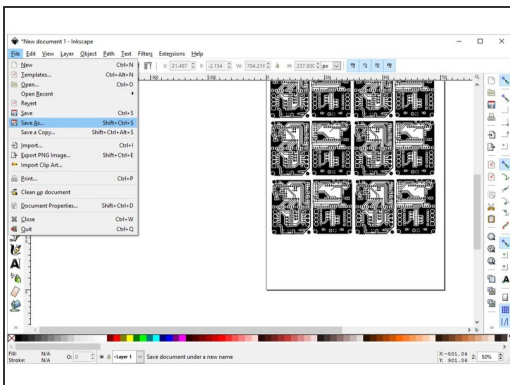 *New document 1 - Inkscape
File Edit View Layer Object Path Text Filters Extensions Help
X: 21.497 Y: -2.154 W: 704.219 H: 237.930 px
New Ctrl+N
Templates... Ctrl+Alt+N
Open... Ctrl+O
Open Recent
Revert
Save Ctrl+S
Save As... Shift+Ctrl+S
Save a Copy... Shift+Ctrl+Alt+S
Import... Ctrl+I
Export PNG Image... Shift+Ctrl+E
Import Clip Art...
Print... Ctrl+P
Clean up document
Document Properties... Shift+Ctrl+D
Close Ctrl+W
Quit Ctrl+Q
Fill: N/A
Stroke: N/A
O: 0
-Layer 1
Save document under a new name
X: -601.04
Y: 901.06
Z: 50%